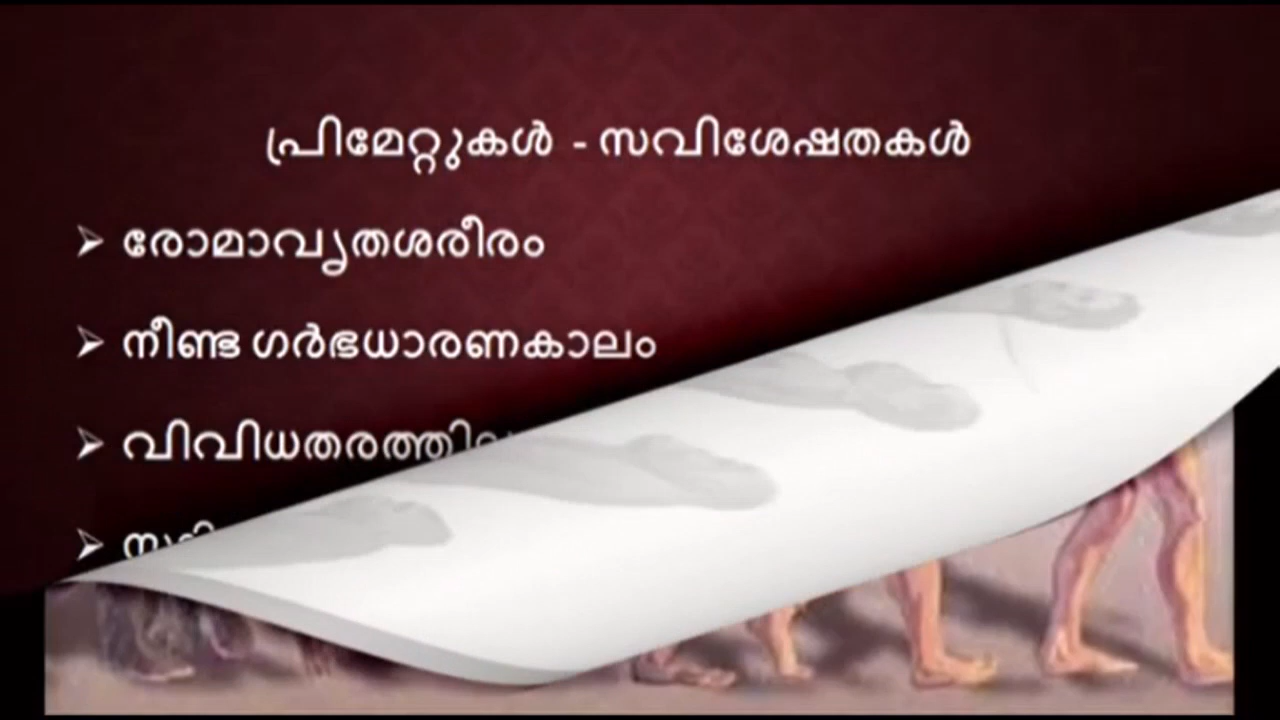 പ്രിമേറ്റുകൾ - സവിശേഷതകൾ
രോമാവൃതശരീരം
നീണ്ട ഗർഭധാരണകാലം